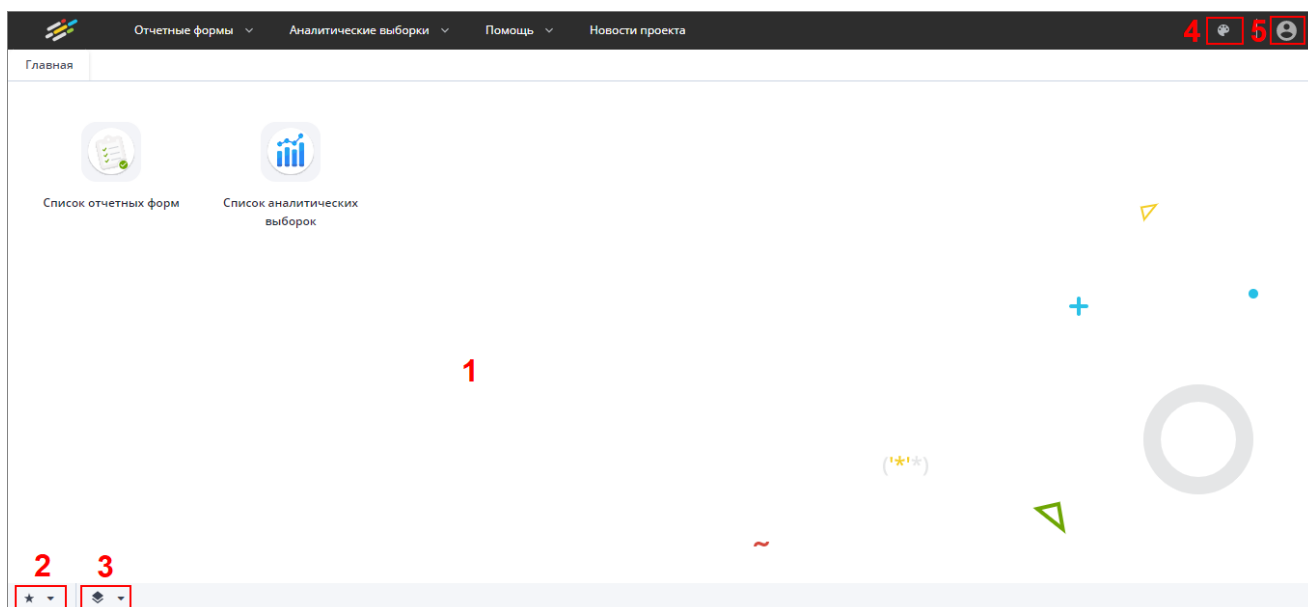 Отчетные формы Аналитические выборки Помощь Новости проекта 4 5
Главная
Список отчетных форм Список аналитических
выборок
1
('*'*)
~
2 3